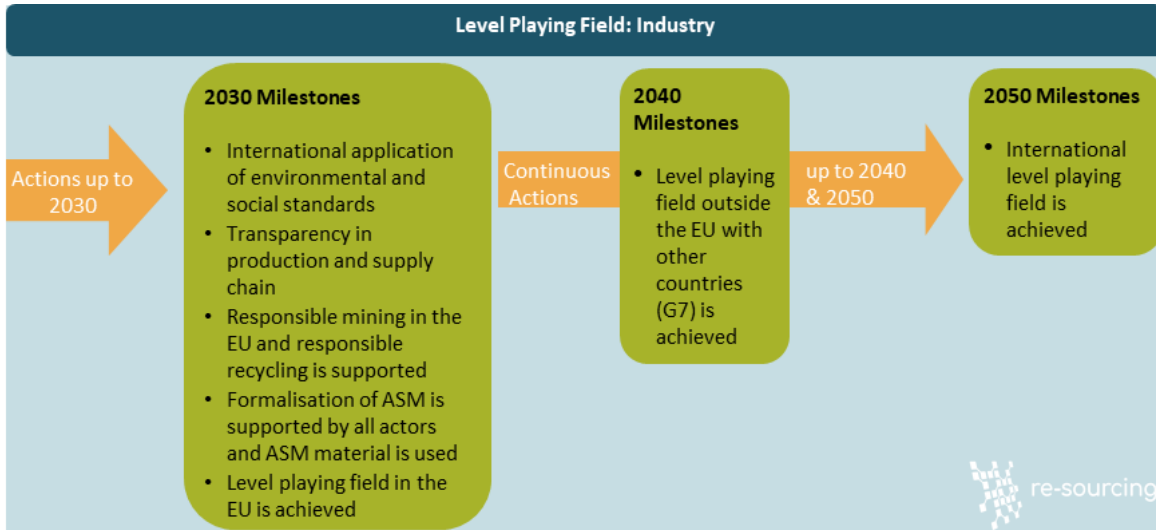 Level Playing Field: Industry
Actions up to
2030
2030 Milestones
• International application
of environmental and
social standards
• Transparency in
production and supply
chain
• Responsible mining in the
EU and responsible
recycling is supported
• Formalisation of ASM is
supported by all actors
and ASM material is used
• Level playing field in the
EU is achieved
Continuous
Actions
2040
Milestones
• Level playing
field outside
the EU with
other
countries
(G7) is
achieved
up to 2040
& 2050
2050 Milestones
• International
level playing
field is
achieved
re-sourcing